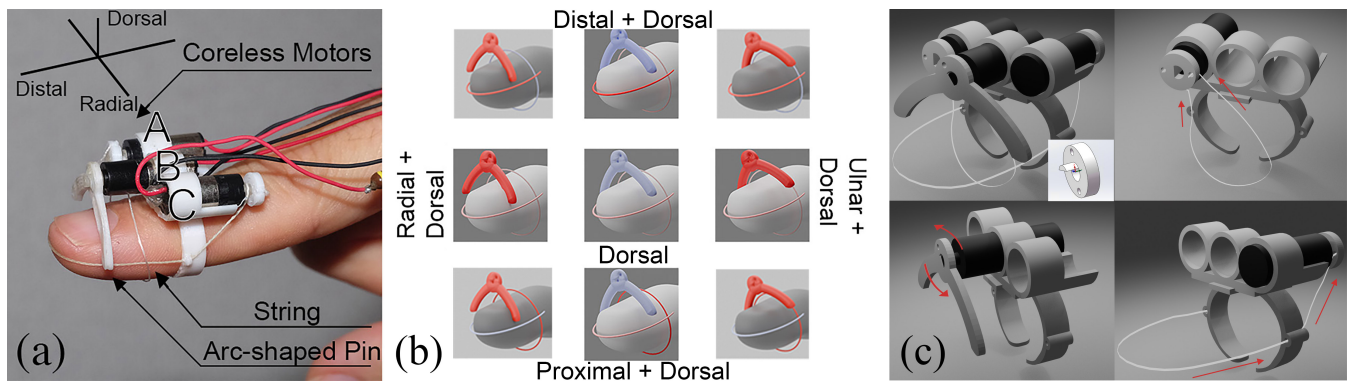 Dorsal
Coreless Motors
Distal
Radial
A
B
C
String
Arc-shaped Pin
(a)
Distal + Dorsal
Radial +
Dorsal
Ulnar +
Dorsal
Dorsal
Proximal + Dorsal
(b)
(c)